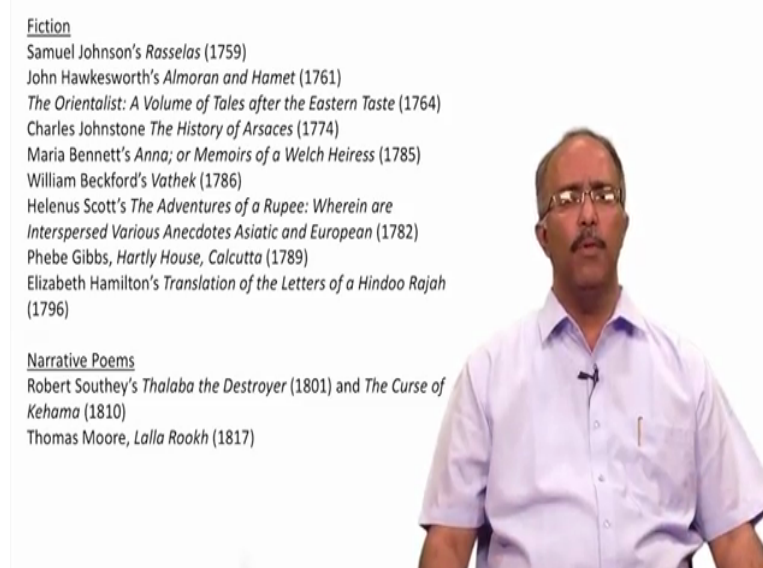 Fiction
Samuel Johnson's Rasselas (1759)
John Hawkesworth's Almoran and Hamet (1761)
The Orientalist: A Volume of Tales after the Eastern Taste (1764)
Charles Johnstone The History of Arsaces (1774)
Maria Bennett's Anna; or Memoirs of a Welch Heiress (1785)
William Beckford's Vathek (1786)
Helenus Scott's The Adventures of a Rupee: Wherein are
Interspersed Various Anecdotes Asiatic and European (1782)
Phebe Gibbs, Hartly House, Calcutta (1789)
Elizabeth Hamilton's Translation of the Letters of a Hindoo Rajah
(1796)
Narrative Poems
Robert Southey's Thalaba the Destroyer (1801) and The Curse of
Kehama (1810)
Thomas Moore, Lalla Rookh (1817)